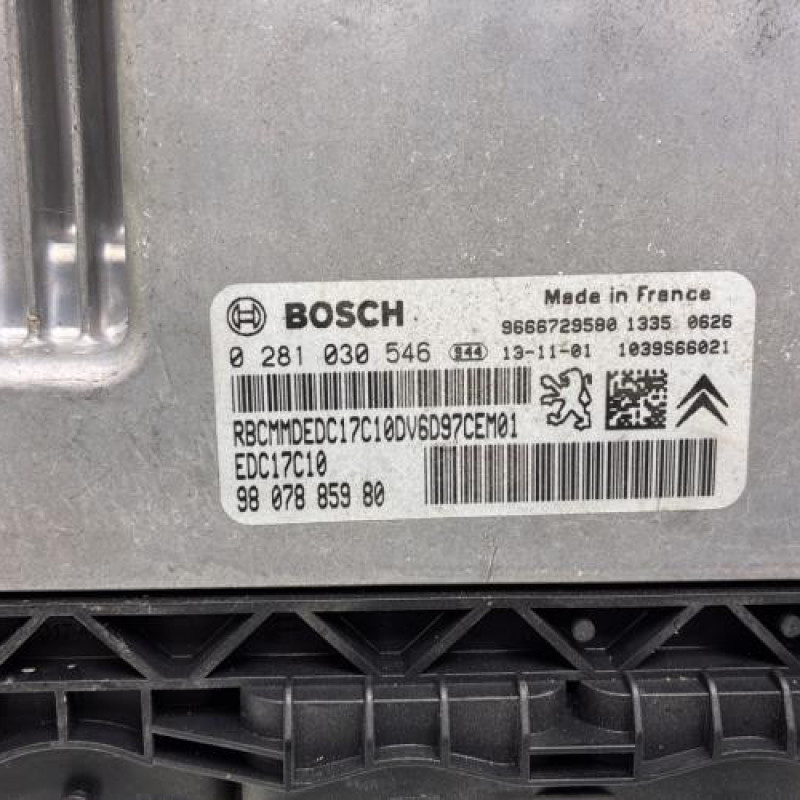 BOSCH
Made in France
9666729580 1335 0626
0 281 030 546 944 13-11-01 1039S66021
RBCMMDEDC17C10DV6D97CEM01
EDC17C10
98 078 859 80